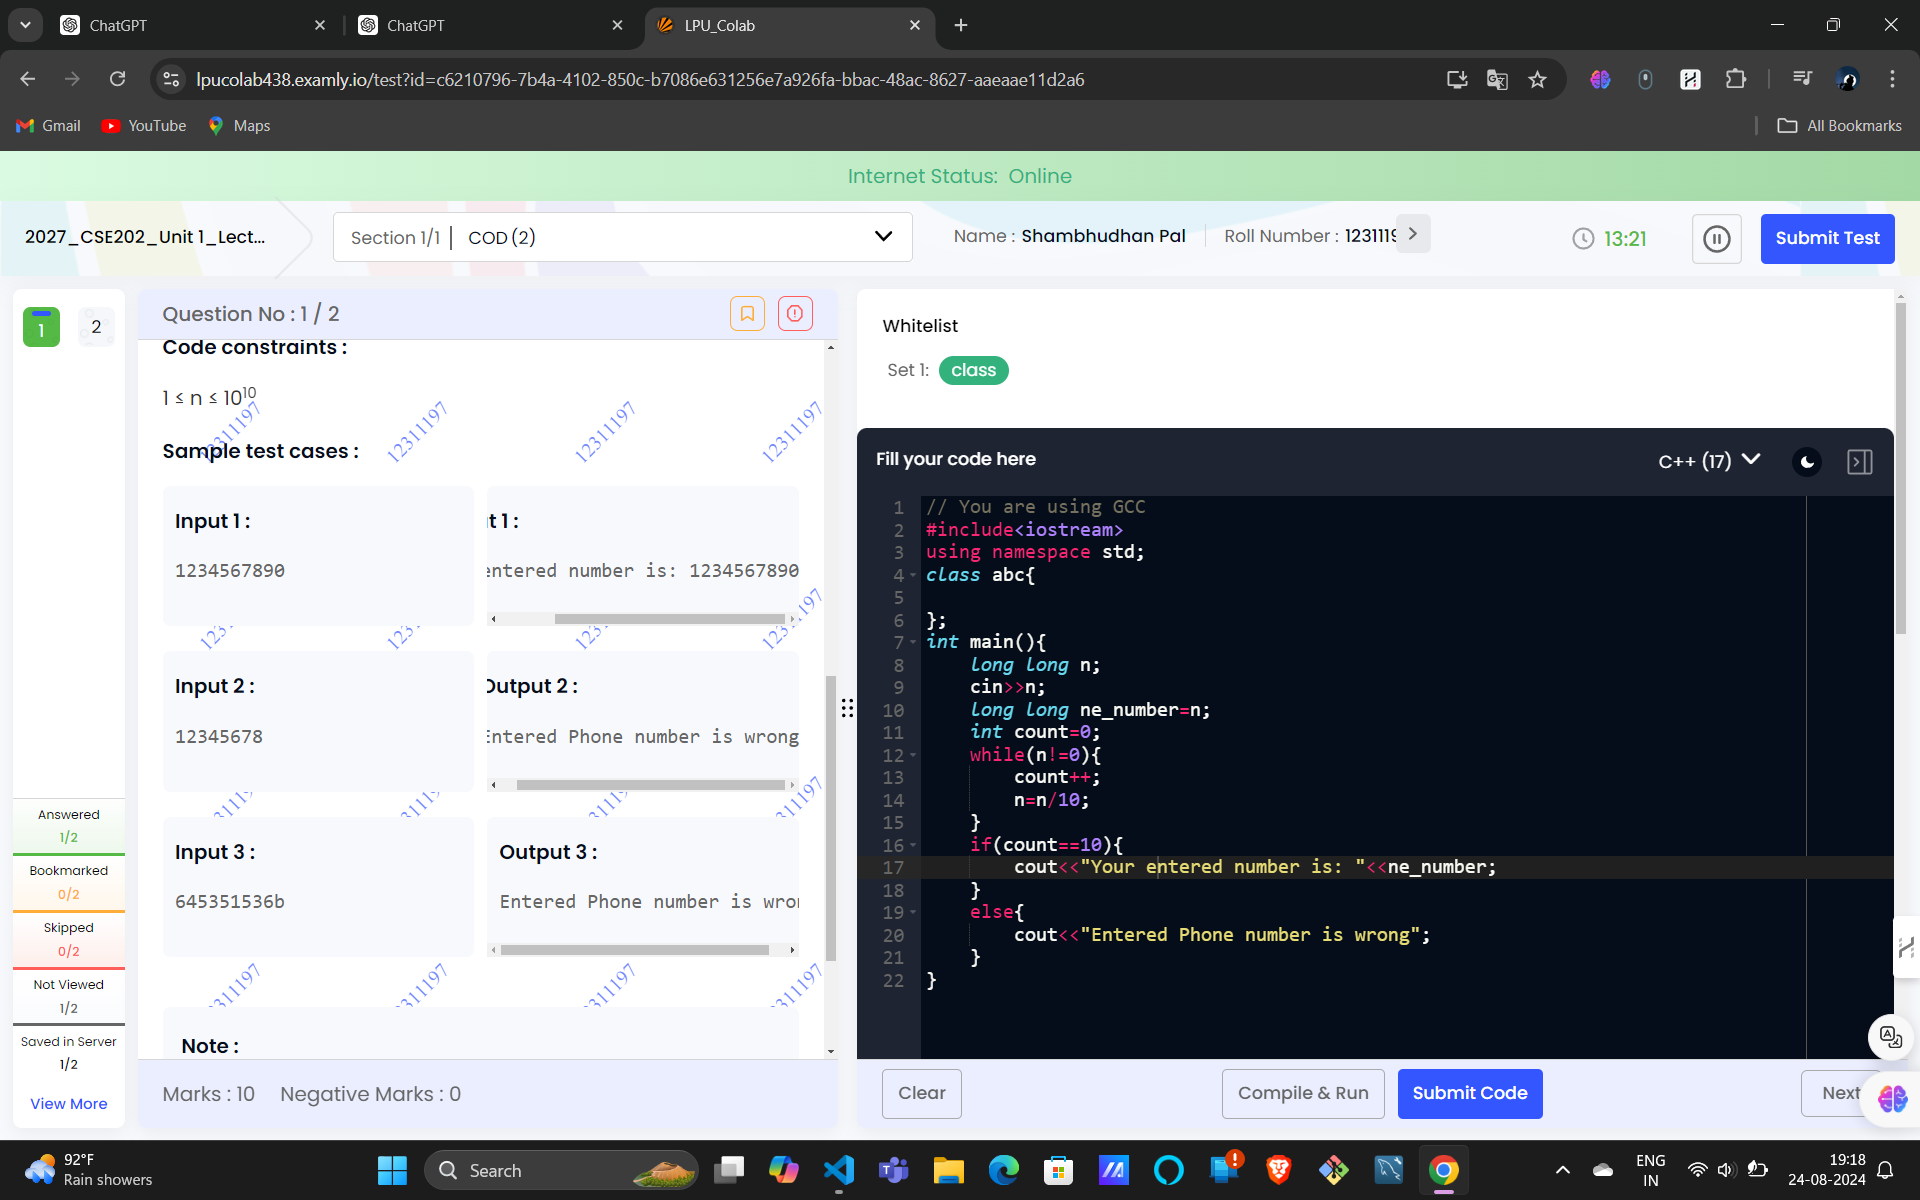 ChatGPT
ChatGPT
LPU_Colab
lpucolab438.examly.io/test?id=c6210796-7b4a-4102-850c-b7086e631256e7a926fa-bbac-48ac-8627-aaeaae11d2a6
Gmail
YouTube
Maps
All Bookmarks
Internet Status: Online
2027_CSE202_Unit 1_Lect...
Section 1/1 | COD (2)
Name : Shambhudhan Pal
Roll Number : 1231119
13:21
Submit Test
1
2
Question No : 1 / 2
Code constraints :
1 ≤ n ≤ 10^10
Sample test cases :
Input 1 :
1234567890
t 1 :
entered number is: 1234567890
Input 2 :
12345678
Output 2 :
Entered Phone number is wrong
Input 3 :
645351536b
Output 3 :
Entered Phone number is wro
Note :
12311197
12311197
12311197
12311197
Marks : 10 Negative Marks : 0
Answered
1/2
Bookmarked
0/2
Skipped
0/2
Not Viewed
1/2
Saved in Server
1/2
View More
Whitelist
Set 1: class
Fill your code here
C++ (17)
1 // You are using GCC
2 #include<iostream>
3 using namespace std;
4 class abc{
5
6 };
7 int main(){
8 long long n;
9 cin>>n;
10 long long ne_number=n;
11 int count=0;
12 while(n!=0){
13 count++;
14 n=n/10;
15 }
16 if(count==10){
17 cout<<"Your entered number is: "<<ne_number;
18 }
19 else{
20 cout<<"Entered Phone number is wrong";
21 }
22 }
Clear
Compile & Run
Submit Code
Next
92°F
Rain showers
Search
ENG
IN
19:18
24-08-2024